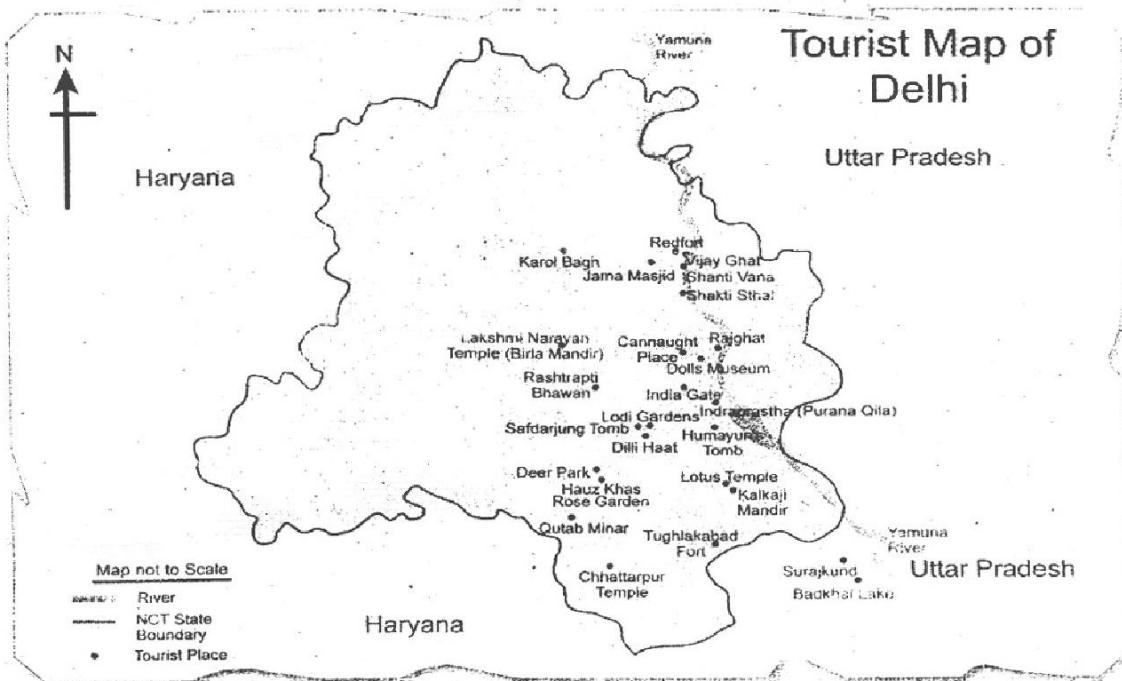 Tourist Map of
Delhi
Yamuna
River
N
Uttar Pradesh
Haryana
Redfort
Karol Bagh
Vijay Ghat
Jama Masjid
Shanti Vana
Shakti Sthal
Lakshmi Narayan
Temple (Birla Mandir)
Cannaught
Place
Rajghat
Dolls Museum
Rashtrapti
Bhawan
India Gate
Indraprastha (Purana Qila)
Lodi Gardens
Safdarjung Tomb
Dilli Haat
Humayuns
Tomb
Deer Park
Hauz Khas
Rose Garden
Lotus Temple
Kalkaji
Mandir
Qutab Minar
Tughlakabad
Fort
Yamuna
River
Chhattarpur
Temple
Surajkund
Badkhal Lake
Uttar Pradesh
Haryana
Map not to Scale
River
NCT State
Boundary
Tourist Place